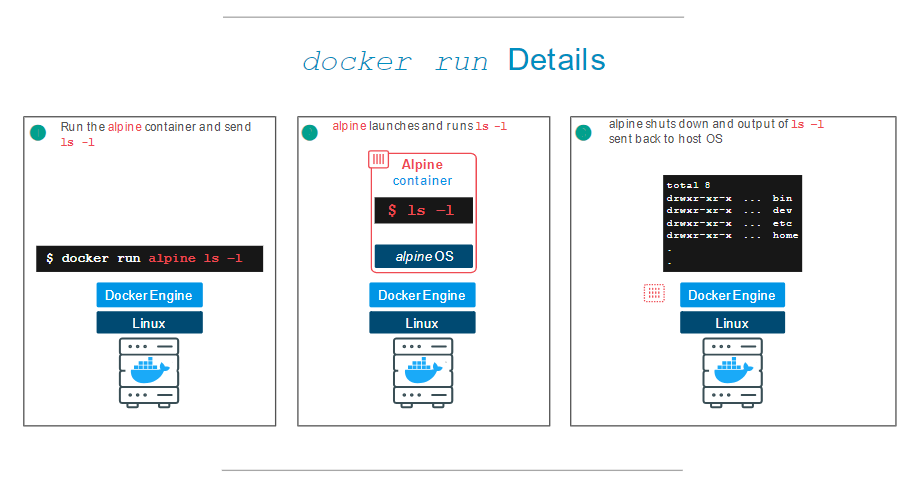 docker run Details
Run the alpine container and send
ls -l
$ docker run alpine ls -l
Docker Engine
Linux
alpine launches and runs ls -l
Alpine
container
$ ls -l
alpine OS
Docker Engine
Linux
alpine shuts down and output of ls -l
sent back to host OS
total 8
drwxr-xr-x ... bin
drwxr-xr-x ... dev
drwxr-xr-x ... etc
drwxr-xr-x ... home
.
.
Docker Engine
Linux